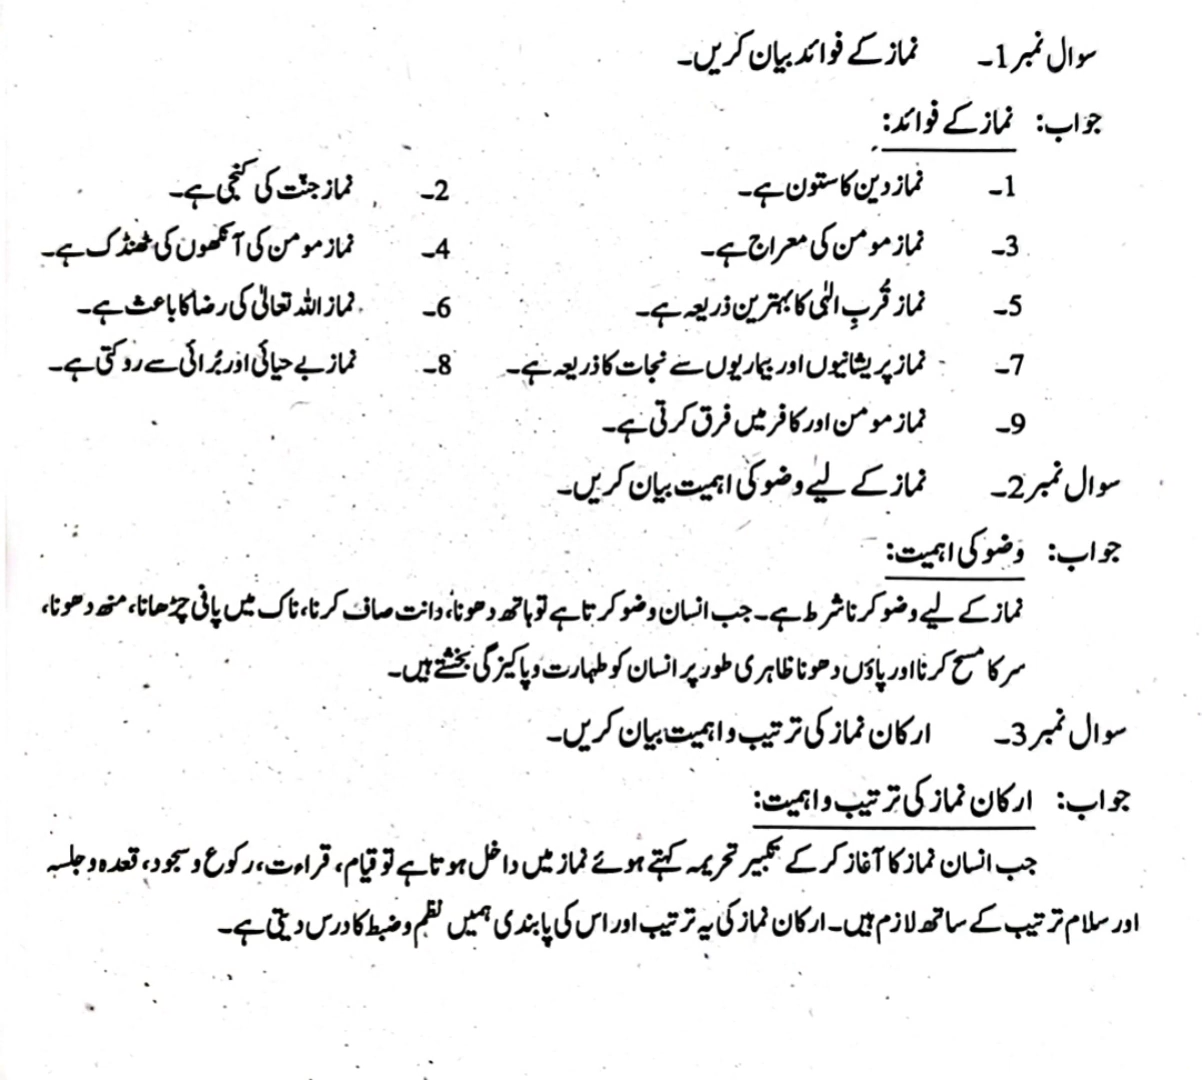 سوال نمبر 1۔ نماز کے فوائد بیان کریں۔
جواب: نماز کے فوائد:
1۔ نماز دین کا ستون ہے۔ 2۔ نماز جنّت کی کنجی ہے۔
3۔ نماز مومن کی معراج ہے۔ 4۔ نماز مومن کی آنکھوں کی ٹھنڈک ہے۔
5۔ نماز قُربِ الٰہی کا بہترین ذریعہ ہے۔ 6۔ نماز اللہ تعالیٰ کی رضا کا باعث ہے۔
7۔ نماز پریشانیوں اور بیماریوں سے نجات کا ذریعہ ہے۔ 8۔ نماز بے حیائی اور بُرائی سے روکتی ہے۔
9۔ نماز مومن اور کافر میں فرق کرتی ہے۔
سوال نمبر 2۔ نماز کے لیے وضو کی اہمیت بیان کریں۔
جواب: وضو کی اہمیت:
نماز کے لیے وضو کرنا شرط ہے۔ جب انسان وضو کرتا ہے تو ہاتھ دھونا، دانت صاف کرنا، ناک میں پانی چڑھانا، منھ دھونا،
سر کا مسح کرنا اور پاؤں دھونا ظاہری طور پر انسان کو طہارت و پاکیزگی بخشتے ہیں۔
سوال نمبر 3۔ ارکان نماز کی ترتیب و اہمیت بیان کریں۔
جواب: ارکان نماز کی ترتیب و اہمیت:
جب انسان نماز کا آغاز کر کے تکبیر تحریمہ کہتے ہوئے نماز میں داخل ہوتا ہے تو قیام، قراءت، رکوع و سجود، قعدہ و جلسہ
اور سلام ترتیب کے ساتھ لازم ہیں۔ ارکان نماز کی یہ ترتیب اور اس کی پابندی ہمیں نظم و ضبط کا درس دیتی ہے۔